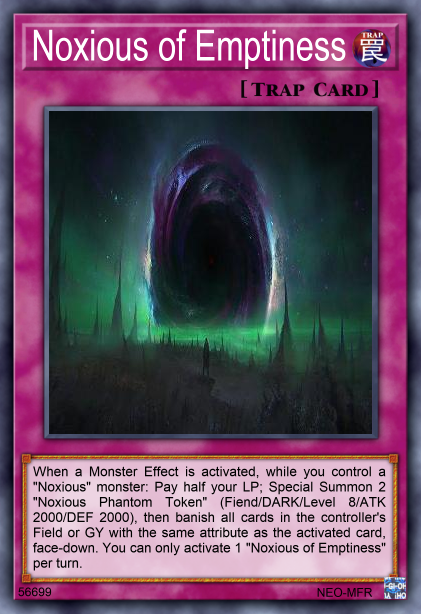 Noxious of Emptiness
TRAP
罠
[ TRAP CARD ]
When a Monster Effect is activated, while you control a
"Noxious" monster: Pay half your LP; Special Summon 2
"Noxious Phantom Token" (Fiend/DARK/Level 8/ATK
2000/DEF 2000), then banish all cards in the controller's
Field or GY with the same attribute as the activated card,
face-down. You can only activate 1 "Noxious of Emptiness"
per turn.
56699
NEO-MFR